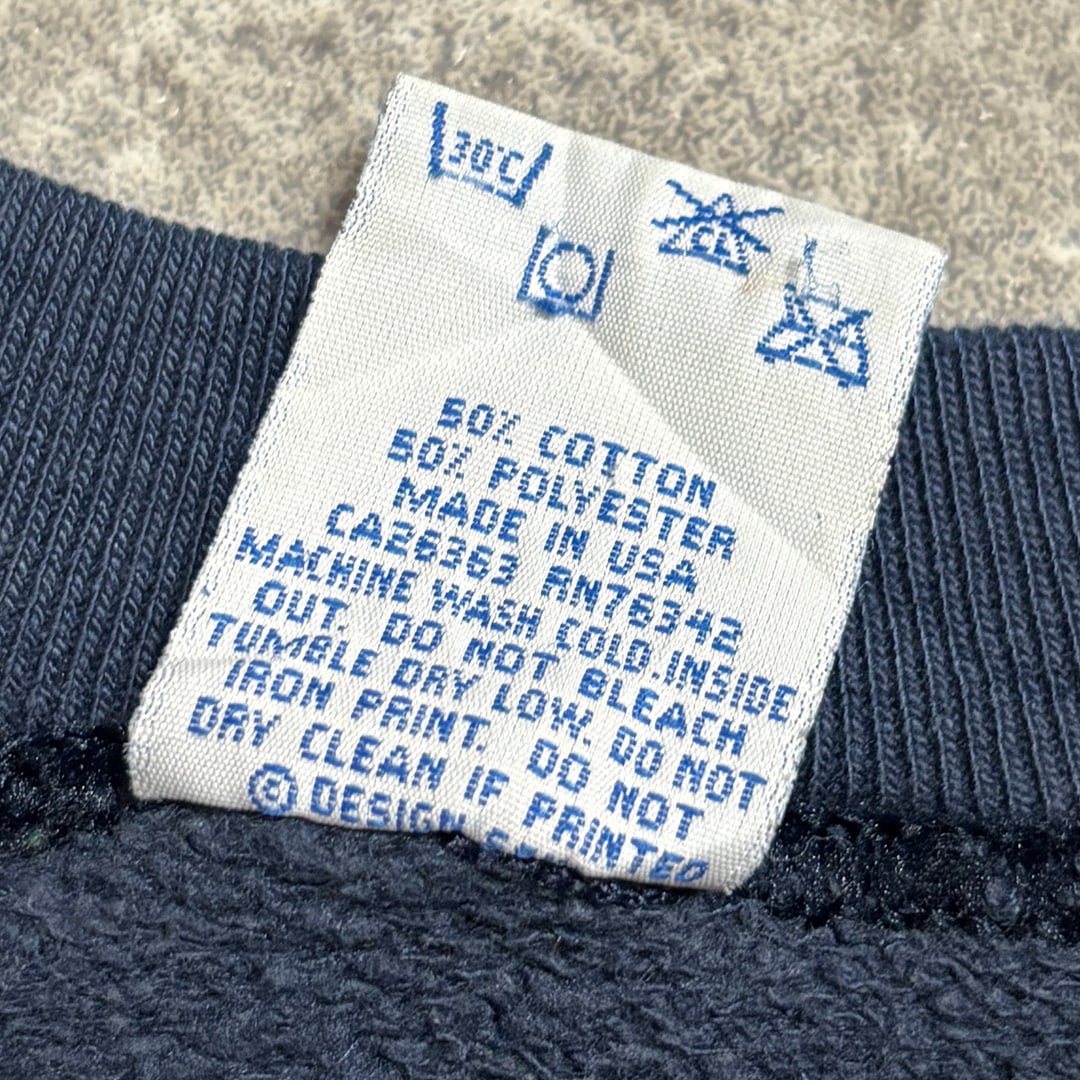 30°C
50% COTTON
50% POLYESTER
MADE IN USA
CA26363 RN76342
MACHINE WASH COLD. INSIDE
OUT. DO NOT BLEACH
TUMBLE DRY LOW. DO NOT
IRON PRINT. DO NOT
DRY CLEAN IF PRINTED
© DESIGN